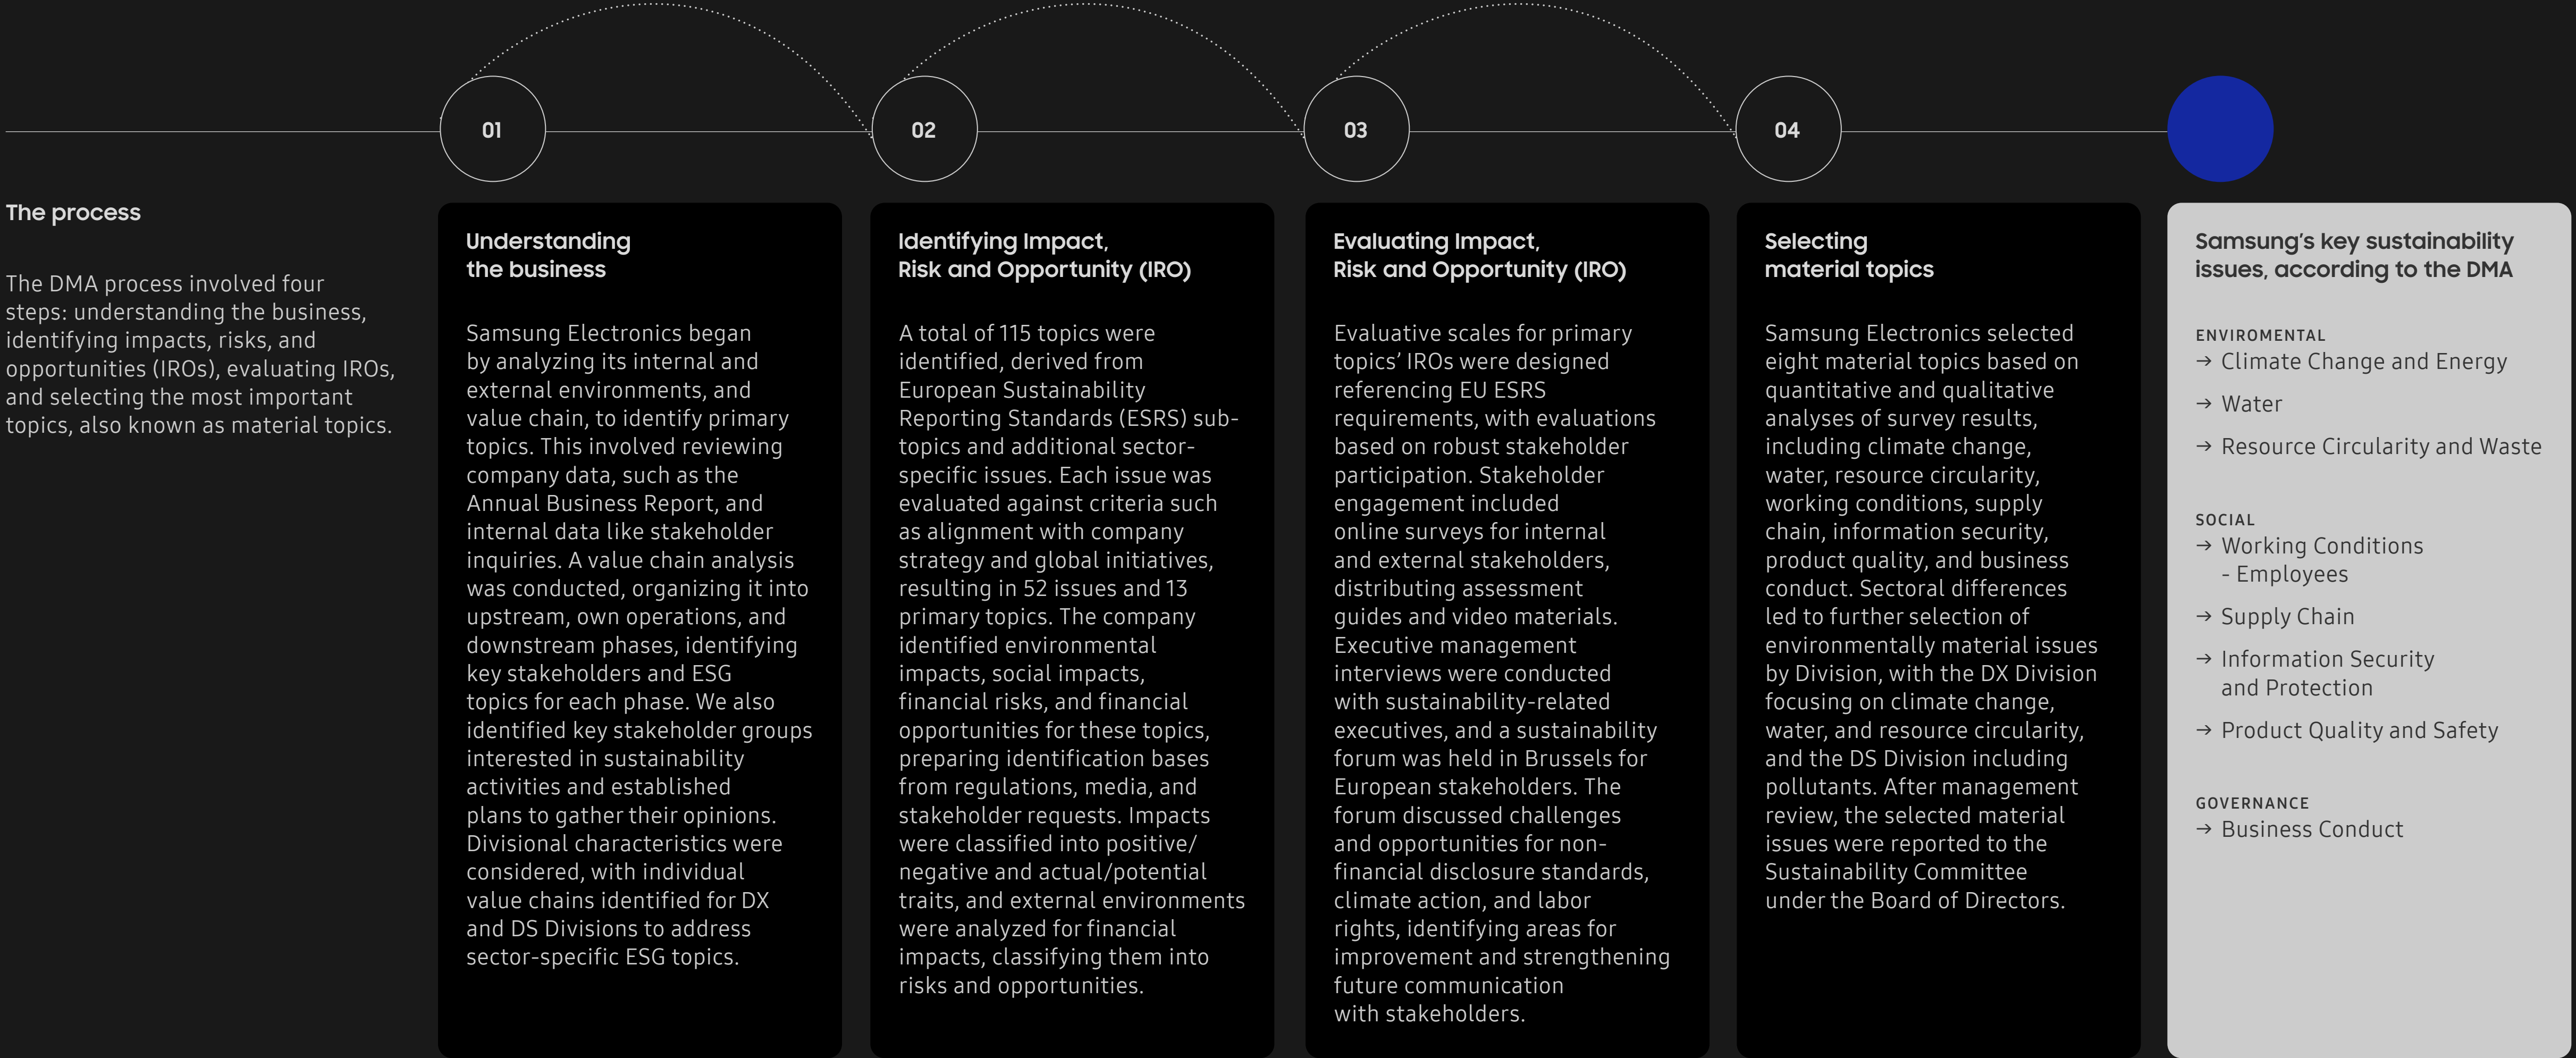 01
02
03
04
The process
The DMA process involved four
steps: understanding the business,
identifying impacts, risks, and
opportunities (IROs), evaluating IROs,
and selecting the most important
topics, also known as material topics.
Understanding
the business
Samsung Electronics began
by analyzing its internal and
external environments, and
value chain, to identify primary
topics. This involved reviewing
company data, such as the
Annual Business Report, and
internal data like stakeholder
inquiries. A value chain analysis
was conducted, organizing it into
upstream, own operations, and
downstream phases, identifying
key stakeholders and ESG
topics for each phase. We also
identified key stakeholder groups
interested in sustainability
activities and established
plans to gather their opinions.
Divisional characteristics were
considered, with individual
value chains identified for DX
and DS Divisions to address
sector-specific ESG topics.
Identifying Impact,
Risk and Opportunity (IRO)
A total of 115 topics were
identified, derived from
European Sustainability
Reporting Standards (ESRS) sub-
topics and additional sector-
specific issues. Each issue was
evaluated against criteria such
as alignment with company
strategy and global initiatives,
resulting in 52 issues and 13
primary topics. The company
identified environmental
impacts, social impacts,
financial risks, and financial
opportunities for these topics,
preparing identification bases
from regulations, media, and
stakeholder requests. Impacts
were classified into positive/
negative and actual/potential
traits, and external environments
were analyzed for financial
impacts, classifying them into
risks and opportunities.
Evaluating Impact,
Risk and Opportunity (IRO)
Evaluative scales for primary
topics’ IROs were designed
referencing EU ESRS
requirements, with evaluations
based on robust stakeholder
participation. Stakeholder
engagement included
online surveys for internal
and external stakeholders,
distributing assessment
guides and video materials.
Executive management
interviews were conducted
with sustainability-related
executives, and a sustainability
forum was held in Brussels for
European stakeholders. The
forum discussed challenges
and opportunities for non-
financial disclosure standards,
climate action, and labor
rights, identifying areas for
improvement and strengthening
future communication
with stakeholders.
Selecting
material topics
Samsung Electronics selected
eight material topics based on
quantitative and qualitative
analyses of survey results,
including climate change,
water, resource circularity,
working conditions, supply
chain, information security,
product quality, and business
conduct. Sectoral differences
led to further selection of
environmentally material issues
by Division, with the DX Division
focusing on climate change,
water, and resource circularity,
and the DS Division including
pollutants. After management
review, the selected material
issues were reported to the
Sustainability Committee
under the Board of Directors.
Samsung’s key sustainability
issues, according to the DMA
ENVIROMENTAL
→ Climate Change and Energy
→ Water
→ Resource Circularity and Waste
SOCIAL
→ Working Conditions
- Employees
→ Supply Chain
→ Information Security
and Protection
→ Product Quality and Safety
GOVERNANCE
→ Business Conduct